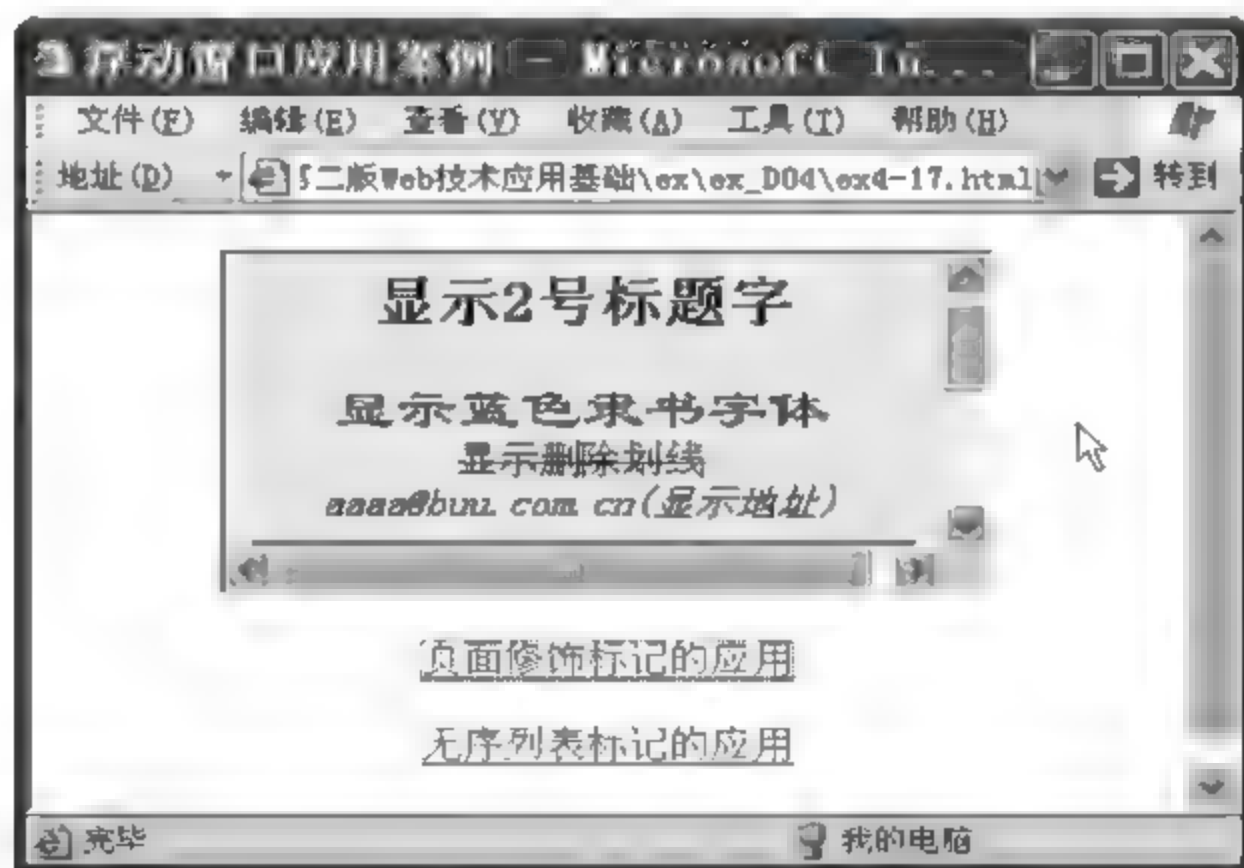 浮动窗口应用案例 - Microsoft In...
文件(F) 编辑(E) 查看(V) 收藏(A) 工具(T) 帮助(H)
地址(D) 二版Web技术应用基础\ex\ex_D04\ex4-17.html 转到
显示2号标题字
显示蓝色隶书字体
显示删除划线
aaaa@buu.com.cn(显示地址)
页面修饰标记的应用
无序列表标记的应用
完毕 我的电脑